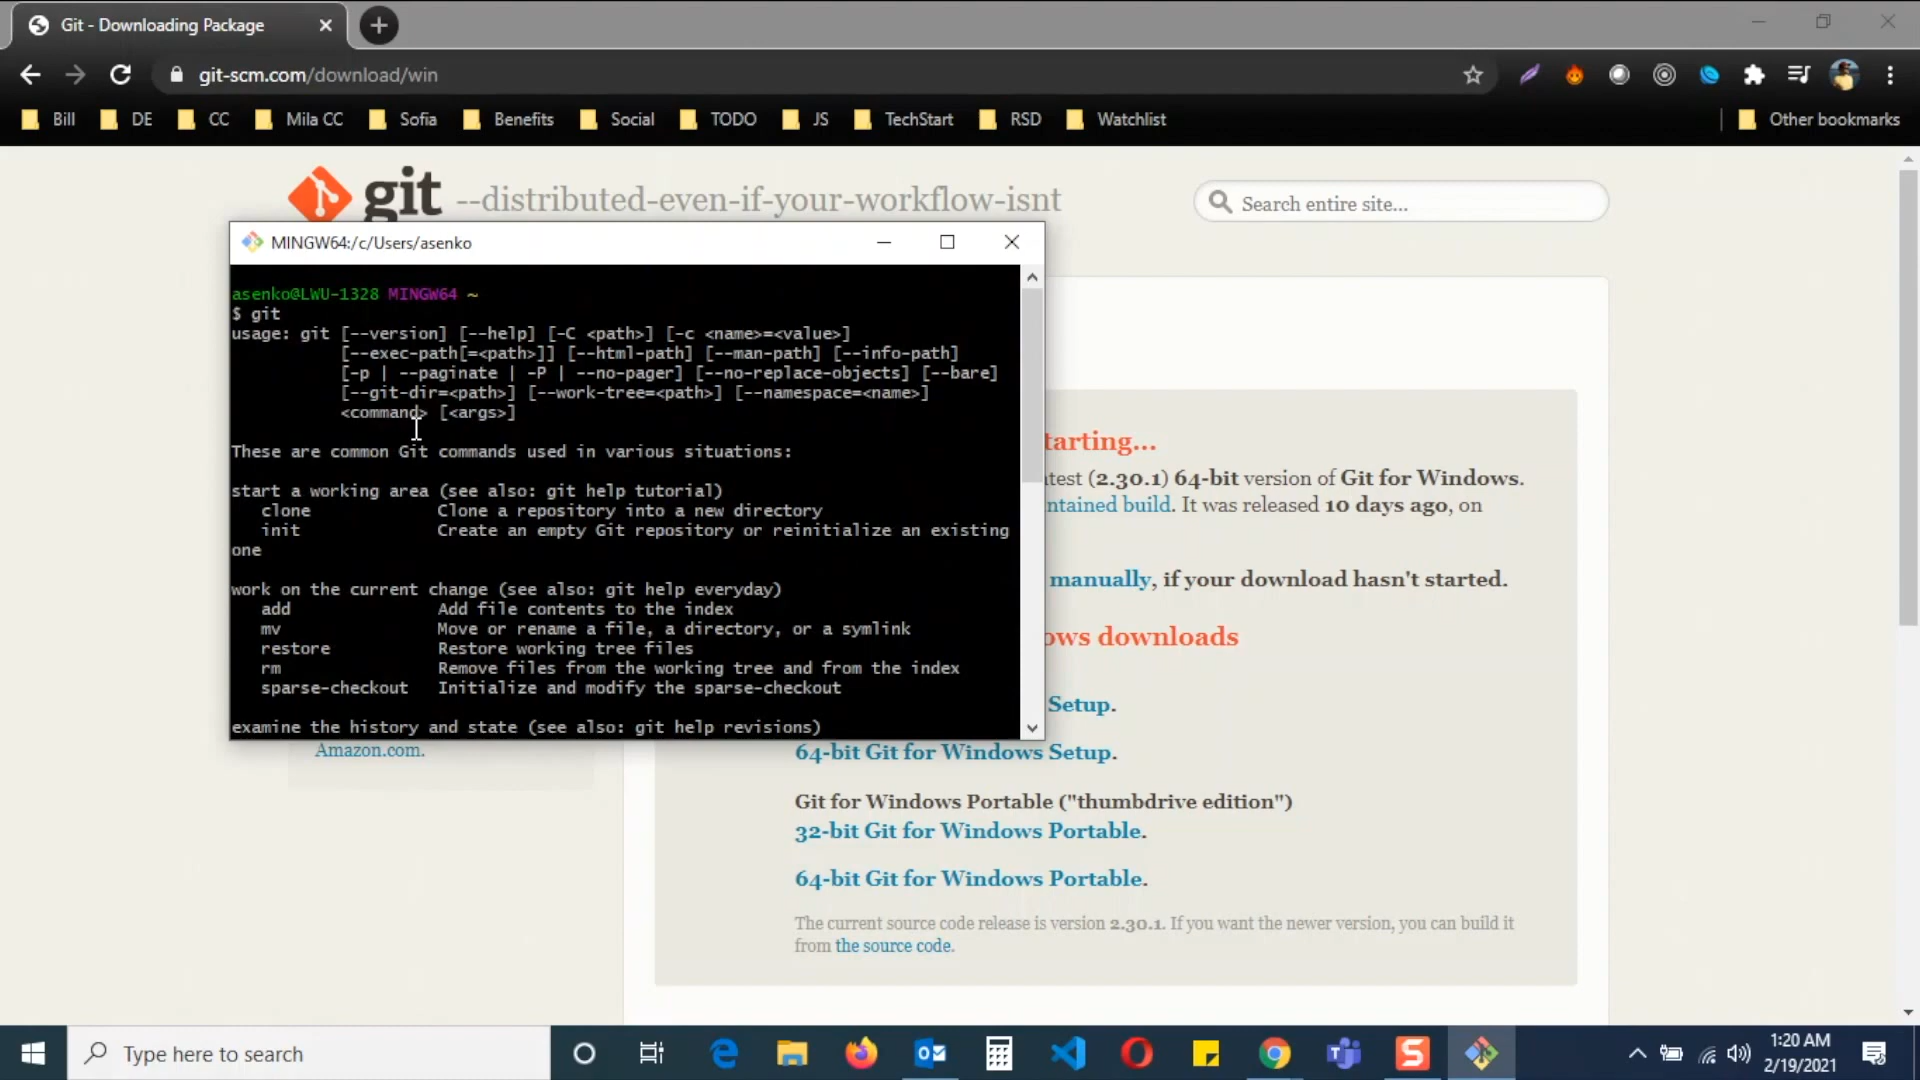 Git - Downloading Package
git-scm.com/download/win
Bill DE CC Mila CC Sofia Benefits Social TODO JS TechStart RSD Watchlist Other bookmarks
git --distributed-even-if-your-workflow-isnt
Search entire site...
MINGW64:/c/Users/asenko
asenko@LWU-1328 MINGW64 ~
$ git
usage: git [--version] [--help] [-C <path>] [-c <name>=<value>]
[--exec-path[=<path>]] [--html-path] [--man-path] [--info-path]
[-p | --paginate | -P | --no-pager] [--no-replace-objects] [--bare]
[--git-dir=<path>] [--work-tree=<path>] [--namespace=<name>]
<command> [<args>]
These are common Git commands used in various situations:
start a working area (see also: git help tutorial)
clone Clone a repository into a new directory
init Create an empty Git repository or reinitialize an existing
one
work on the current change (see also: git help everyday)
add Add file contents to the index
mv Move or rename a file, a directory, or a symlink
restore Restore working tree files
rm Remove files from the working tree and from the index
sparse-checkout Initialize and modify the sparse-checkout
examine the history and state (see also: git help revisions)
tarting...
test (2.30.1) 64-bit version of Git for Windows.
ntained build. It was released 10 days ago, on
manually, if your download hasn't started.
ows downloads
Setup.
Amazon.com.
64-bit Git for Windows Setup.
Git for Windows Portable ("thumbdrive edition")
32-bit Git for Windows Portable.
64-bit Git for Windows Portable.
The current source code release is version 2.30.1. If you want the newer version, you can build it
from the source code.
Type here to search
1:20 AM
2/19/2021